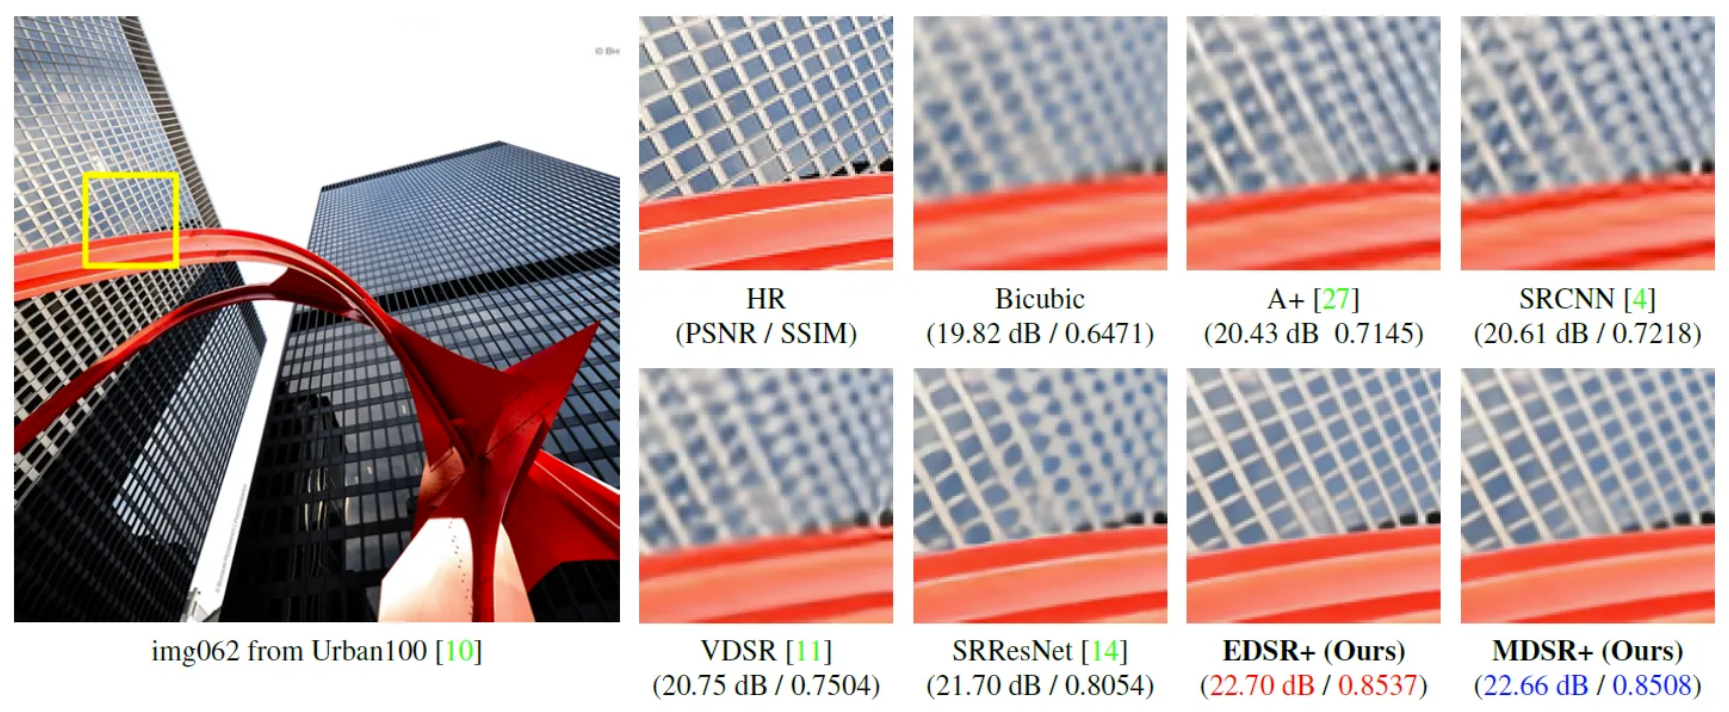 © BH
HR
(PSNR / SSIM)
Bicubic
(19.82 dB / 0.6471)
A+ [27]
(20.43 dB 0.7145)
SRCNN [4]
(20.61 dB / 0.7218)
img062 from Urban100 [10]
VDSR [11]
(20.75 dB / 0.7504)
SRResNet [14]
(21.70 dB / 0.8054)
EDSR+ (Ours)
(22.70 dB / 0.8537)
MDSR+ (Ours)
(22.66 dB / 0.8508)